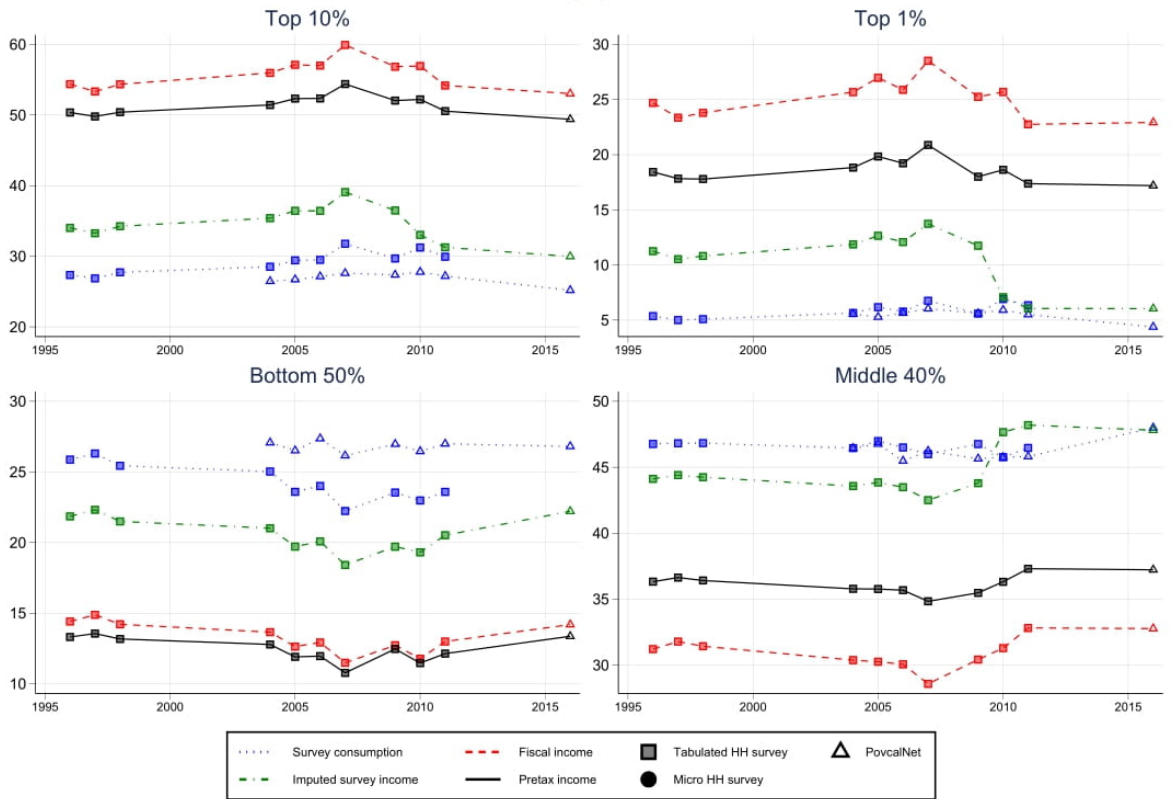 Top 10%
60
50
40
30
20
1995 2000 2005 2010 2015
Top 1%
30
25
20
15
10
5
1995 2000 2005 2010 2015
Bottom 50%
30
25
20
15
10
1995 2000 2005 2010 2015
Middle 40%
50
45
40
35
30
1995 2000 2005 2010 2015
Survey consumption Fiscal income Tabulated HH survey PovcalNet
Imputed survey income Pretax income Micro HH survey